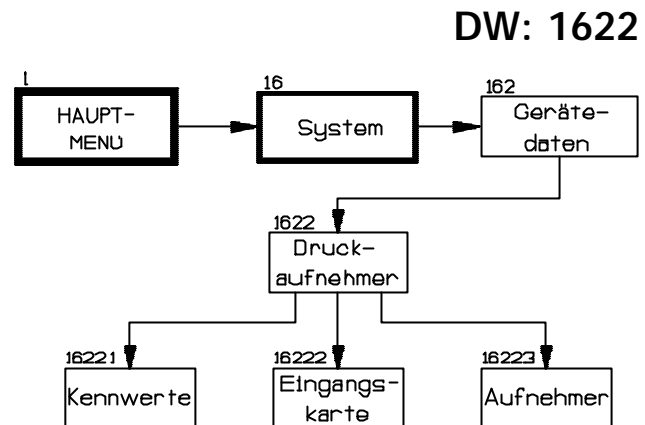 DW: 1622
1
HAUPT-
MENÜ
16
System
162
Geräte-
daten
1622
Druck-
aufnehmer
16221
Kennwerte
16222
Eingangs-
karte
16223
Aufnehmer